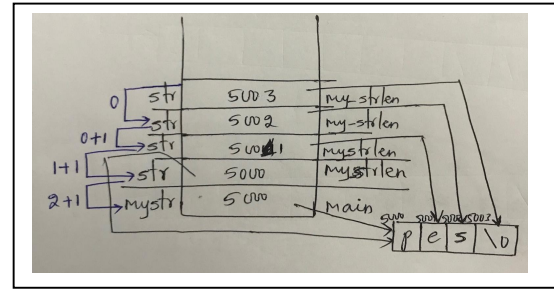 0 str 5003 my-strlen
0+1 str 5002 my-strlen
1+1 str 5001 mystrlen
str 5000 mystrlen
2+1 mystr 5000 main
5000 5001 5002 5003
p e s \0